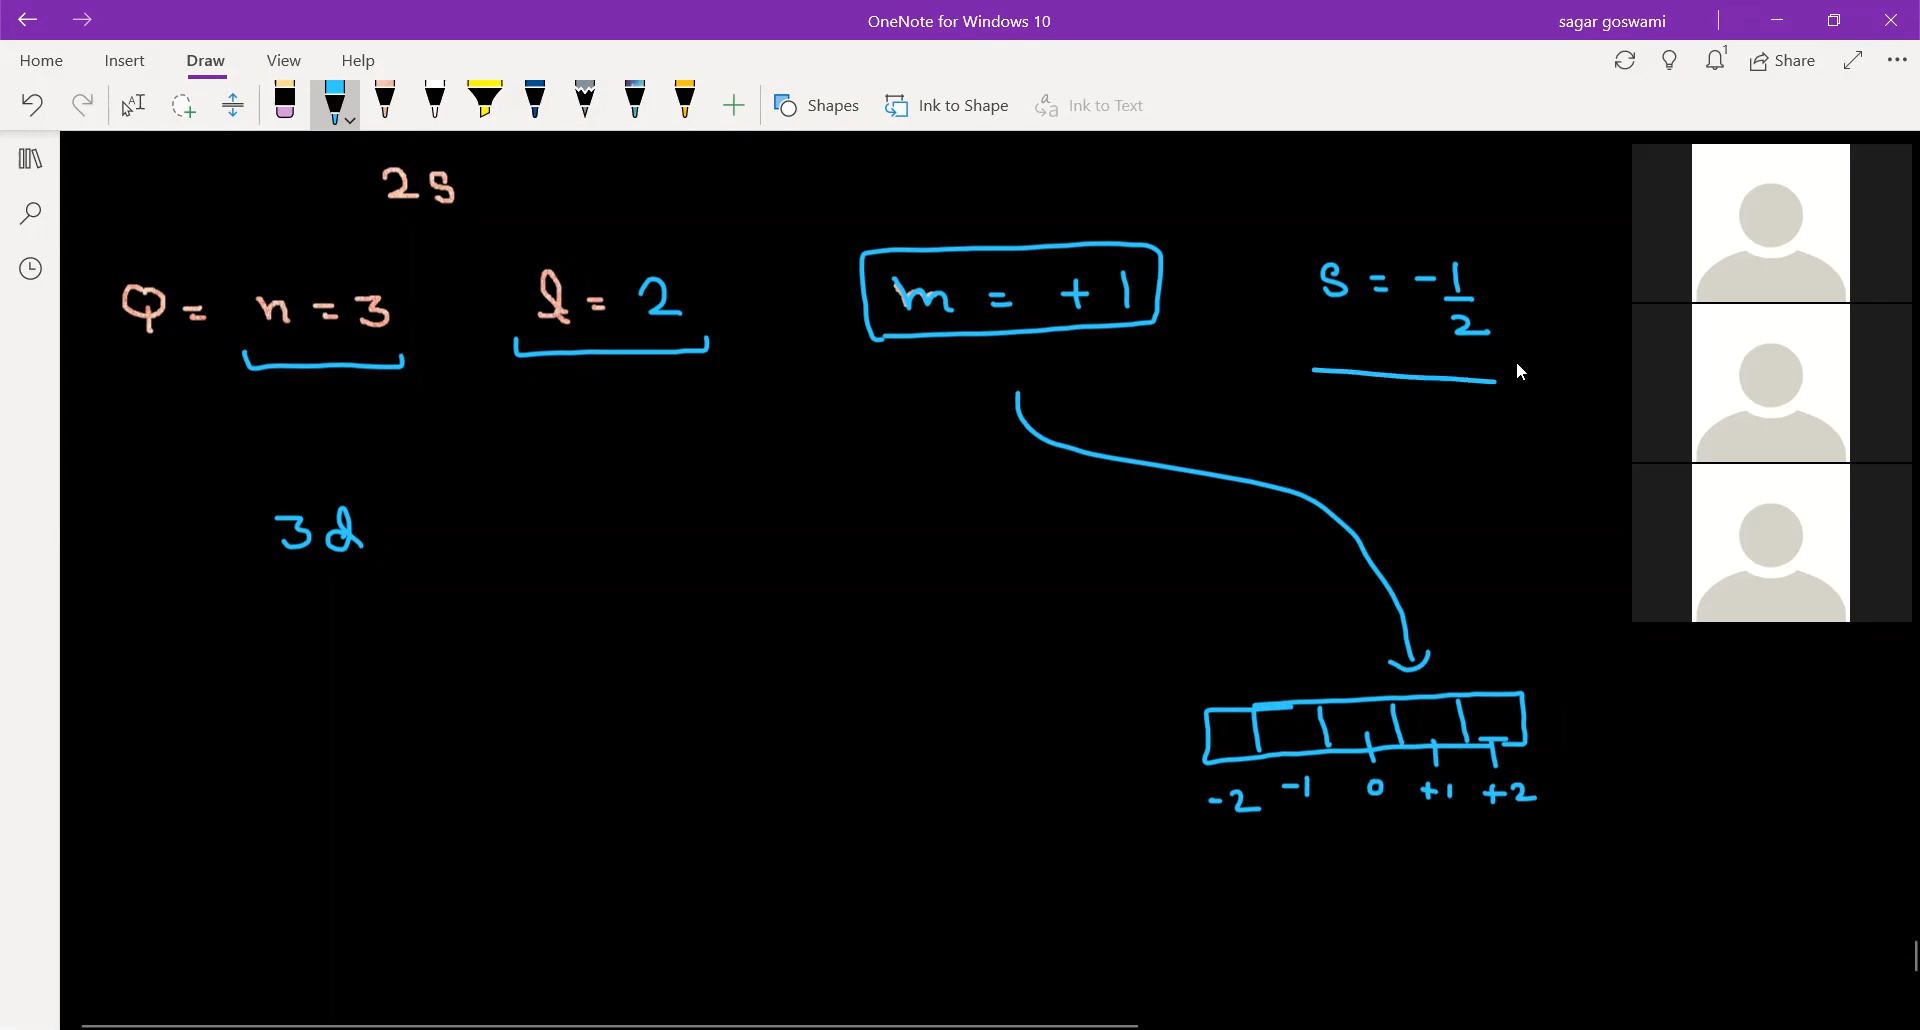 OneNote for Windows 10
sagar goswami
Home Insert Draw View Help
1
Share
Shapes Ink to Shape Ink to Text
2s
Q = n = 3 l = 2 m = +1 s = -1/2
3d
-2 -1 0 +1 +2